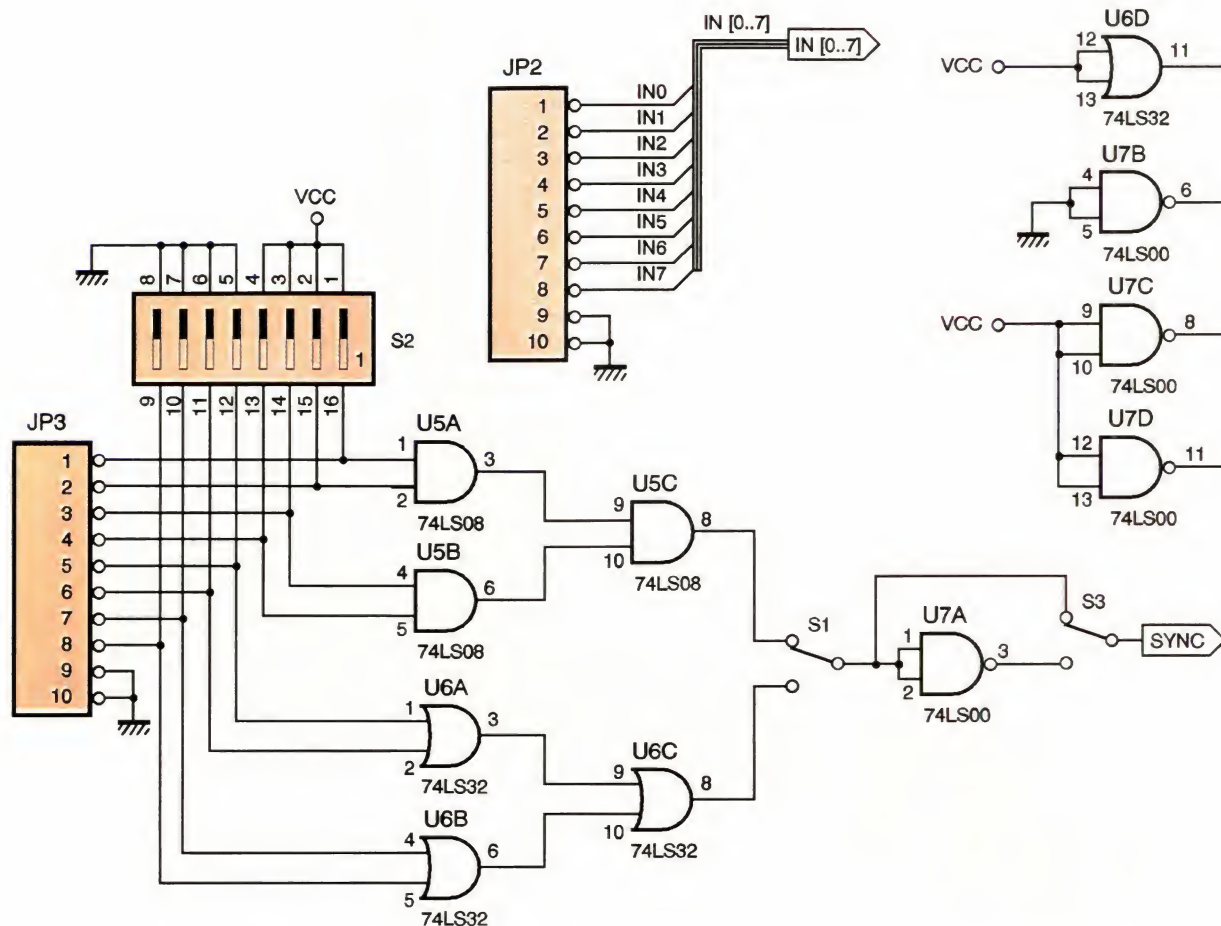 IN [0..7]
IN [0..7]
JP2
1
2
3
4
5
6
7
8
9
10
IN0
IN1
IN2
IN3
IN4
IN5
IN6
IN7
U6D
VCC
12
13
11
74LS32
U7B
4
5
6
74LS00
VCC
U7C
9
10
8
74LS00
U7D
12
13
11
74LS00
VCC
8 7 6 5 4 3 2 1
S2
1
9 10 11 12 13 14 15 16
JP3
1
2
3
4
5
6
7
8
9
10
U5A
1
2
3
74LS08
U5B
4
5
6
74LS08
U5C
9
10
8
74LS08
U6A
1
2
3
74LS32
U6B
4
5
6
74LS32
U6C
9
10
8
74LS32
S1
U7A
1
2
3
74LS00
S3
SYNC